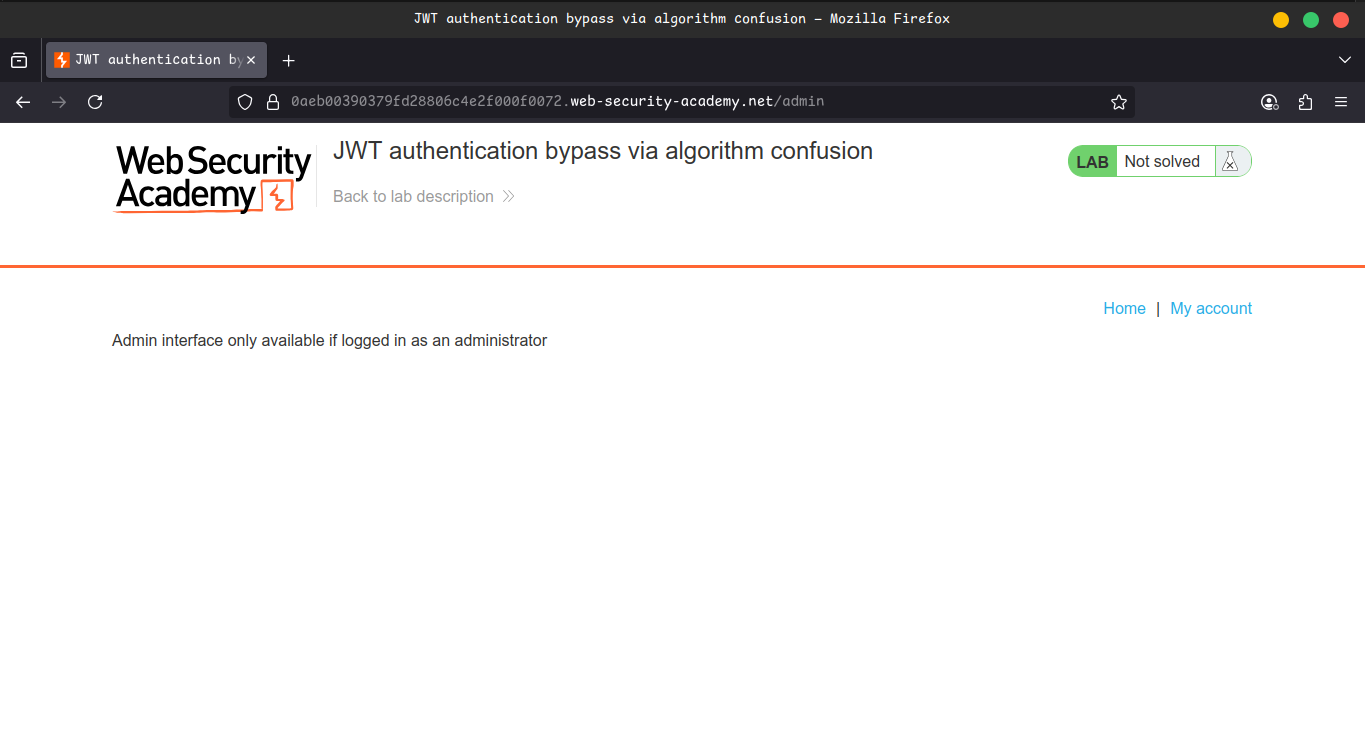 JWT authentication bypass via algorithm confusion — Mozilla Firefox
JWT authentication by
0aeb00390379fd28806c4e2f000f0072.web-security-academy.net/admin
Web Security
Academy
JWT authentication bypass via algorithm confusion
Back to lab description
LAB Not solved
Home | My account
Admin interface only available if logged in as an administrator